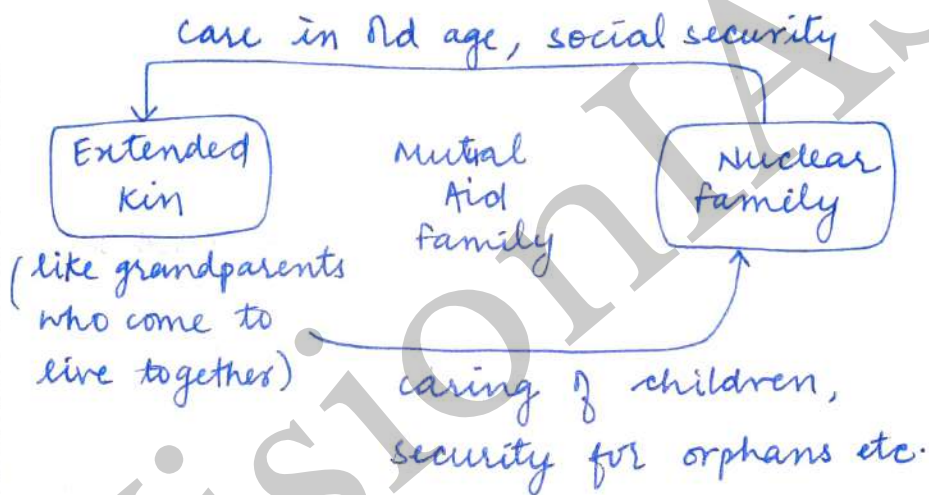 care in old age, social security
Extended
Kin
Mutual
Aid
Family
Nuclear
family
(like grandparents
who come to
live together)
caring of children,
security for orphans etc.
VisionIAS